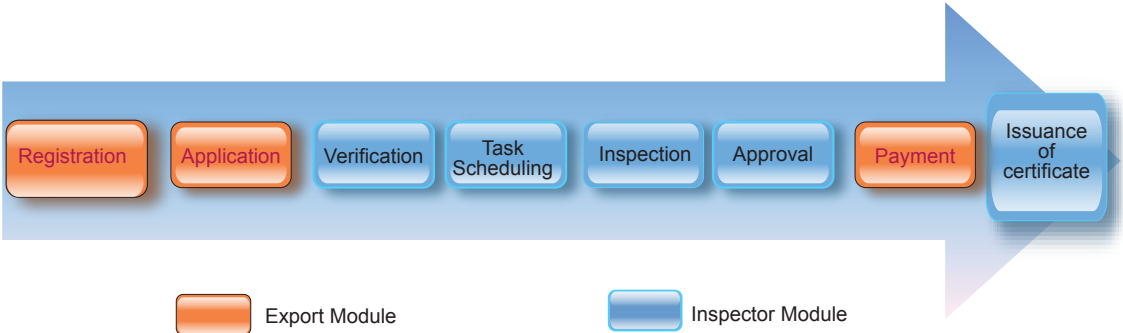 Registration
Application
Verification
Task
Scheduling
Inspection
Approval
Payment
Issuance
of
certificate
Export Module
Inspector Module